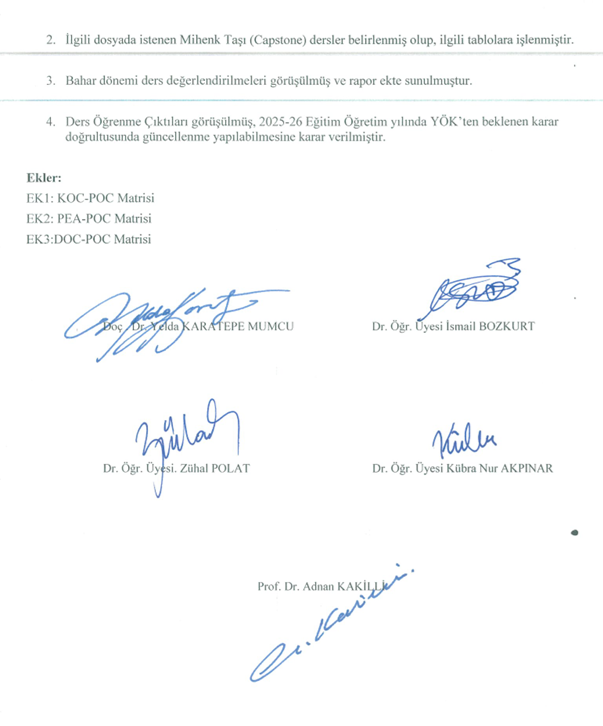 2. İlgili dosyada istenen Mihenk Taşı (Capstone) dersler belirlenmiş olup, ilgili tablolara işlenmiştir.
3. Bahar dönemi ders değerlendirilmeleri görüşülmüş ve rapor ekte sunulmuştur.
4. Ders Öğrenme Çıktıları görüşülmüş, 2025-26 Eğitim Öğretim yılında YÖK’ten beklenen karar
doğrultusunda güncellenme yapılabilmesine karar verilmiştir.
Ekler:
EK1: KOC-POC Matrisi
EK2: PEA-POC Matrisi
EK3:DOC-POC Matrisi
Doç. Dr. Yelda KARATEPE MUMCU
Dr. Öğr. Üyesi İsmail BOZKURT
Dr. Öğr. Üyesi. Zühal POLAT
Dr. Öğr. Üyesi Kübra Nur AKPINAR
Prof. Dr. Adnan KAKİLLİ